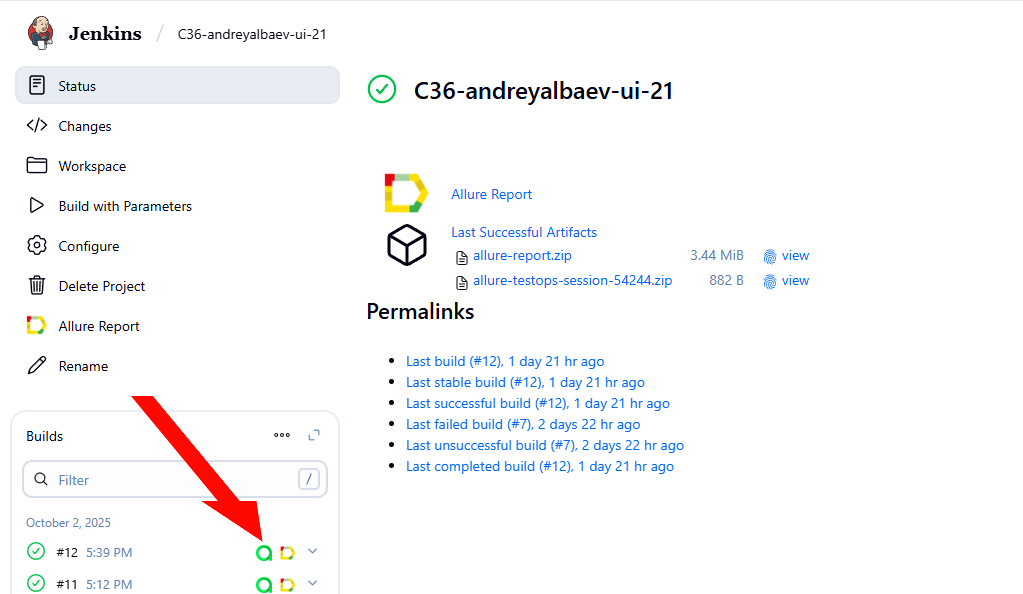 Jenkins / C36-andreyalbaev-ui-21
Status
Changes
Workspace
Build with Parameters
Configure
Delete Project
Allure Report
Rename
Builds
Filter /
October 2, 2025
#12 5:39 PM
#11 5:12 PM
C36-andreyalbaev-ui-21
Allure Report
Last Successful Artifacts
allure-report.zip 3.44 MiB view
allure-testops-session-54244.zip 882 B view
Permalinks
Last build (#12), 1 day 21 hr ago
Last stable build (#12), 1 day 21 hr ago
Last successful build (#12), 1 day 21 hr ago
Last failed build (#7), 2 days 22 hr ago
Last unsuccessful build (#7), 2 days 22 hr ago
Last completed build (#12), 1 day 21 hr ago